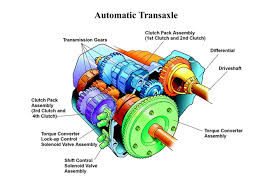 Automatic Transaxle
Clutch Pack Assembly
(1st Clutch and 2nd Clutch)
Transmission Gears
Differential
Driveshaft
Clutch Pack
Assembly
(3rd Clutch
and 4th Clutch)
Torque Converter
Lock-up Control
Solenoid Valve Assembly
Torque Converter
Assembly
Shift Control
Solenoid Valve
Assembly